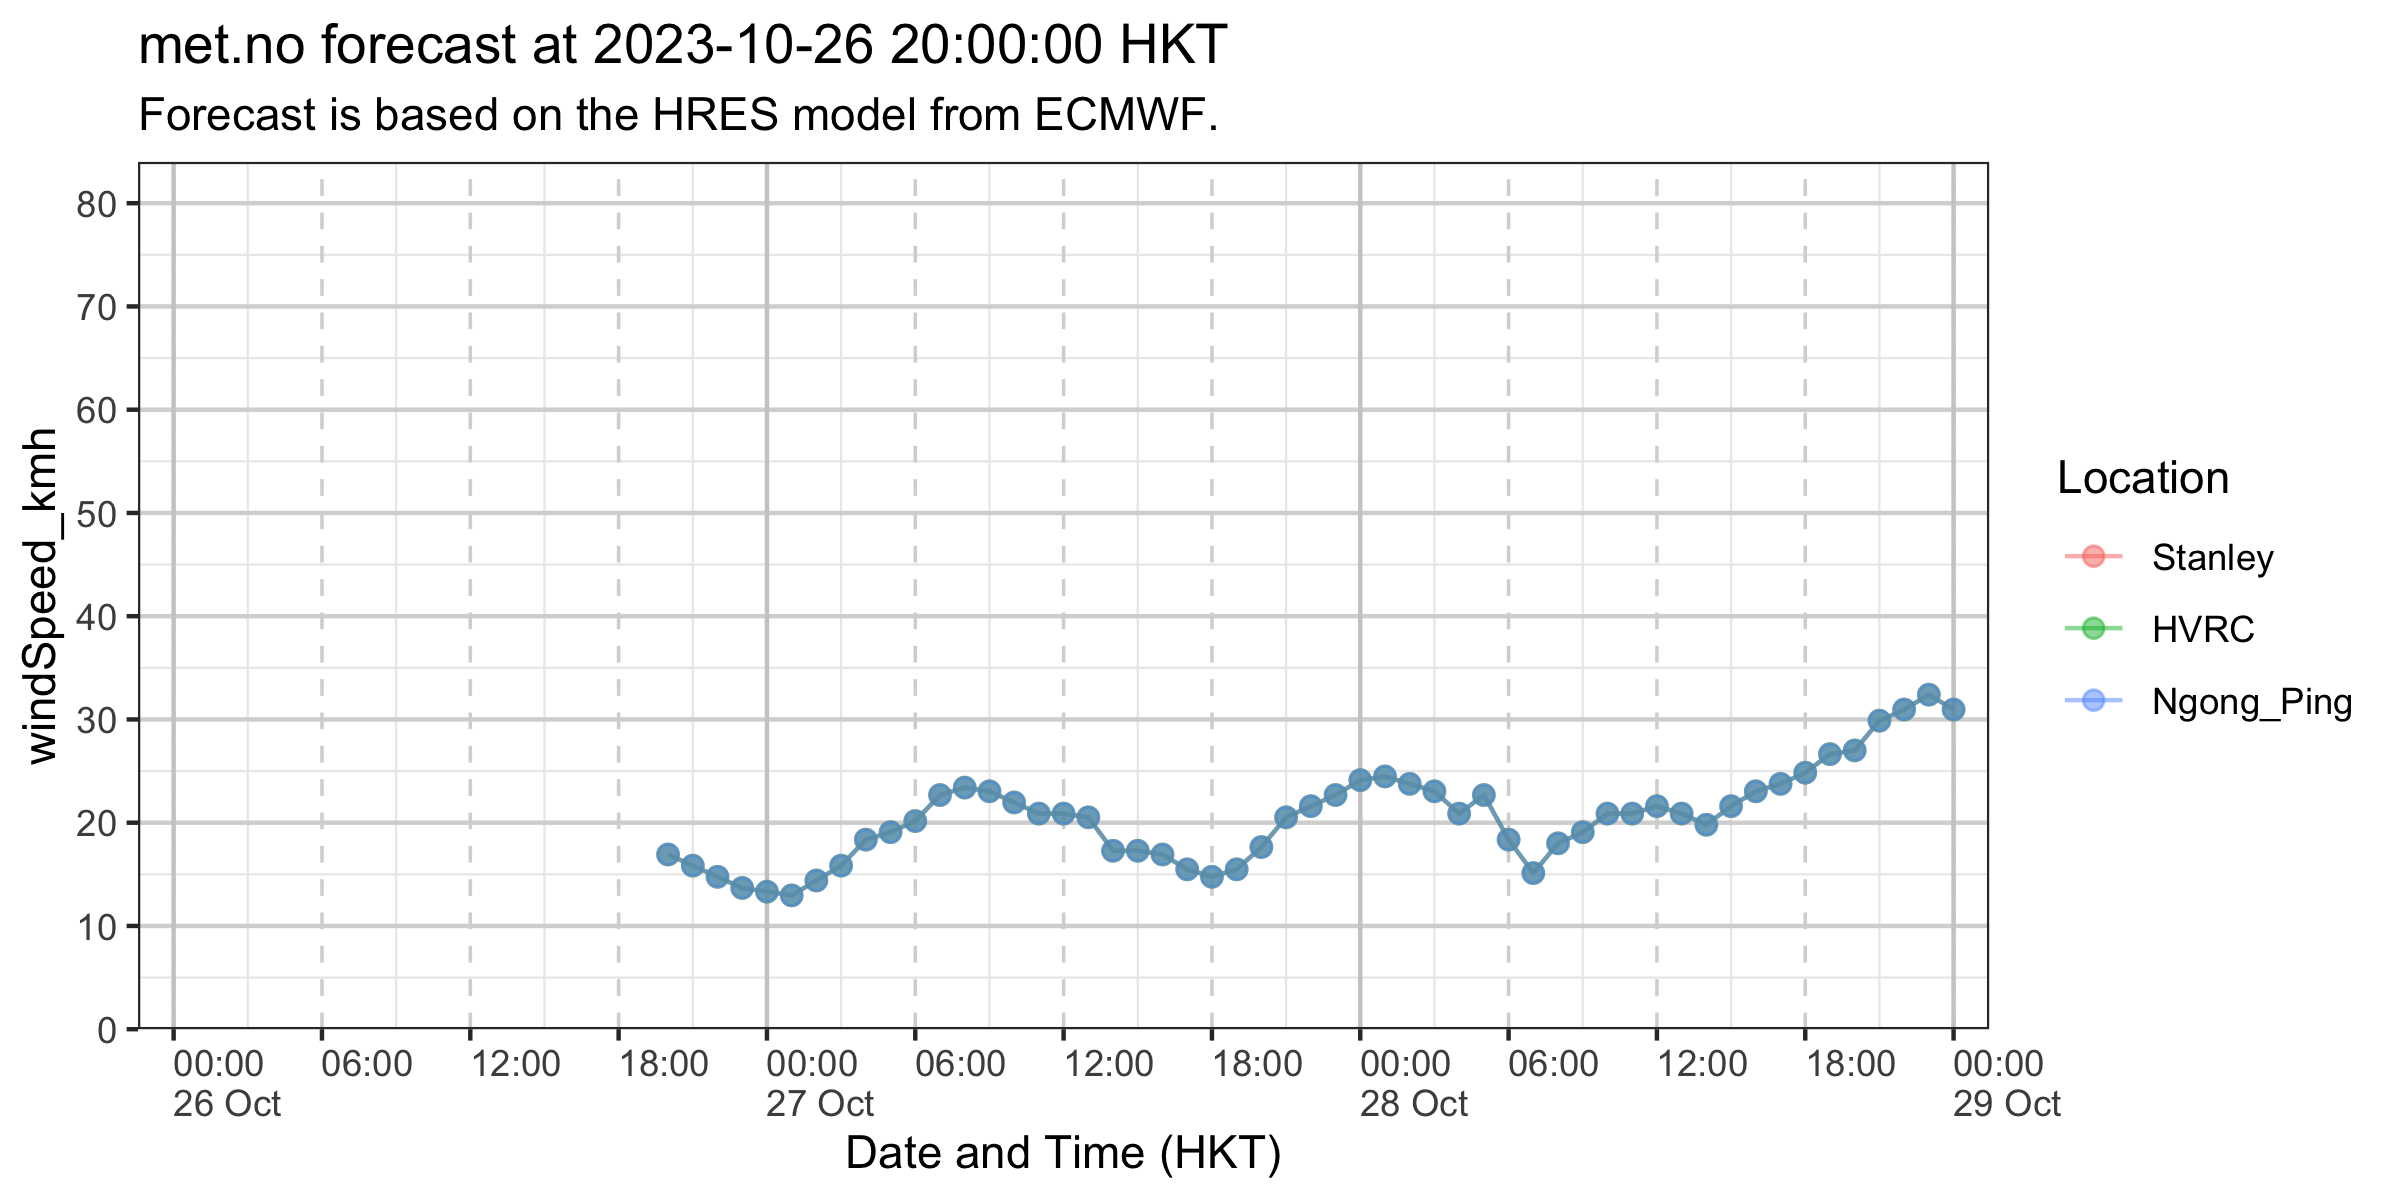 met.no forecast at 2023-10-26 20:00:00 HKT
Forecast is based on the HRES model from ECMWF.
windSpeed_kmh
80
70
60
50
40
30
20
10
0
00:00 06:00 12:00 18:00 00:00 06:00 12:00 18:00 00:00 06:00 12:00 18:00 00:00
26 Oct 27 Oct 28 Oct 29 Oct
Date and Time (HKT)
Location
Stanley
HVRC
Ngong_Ping